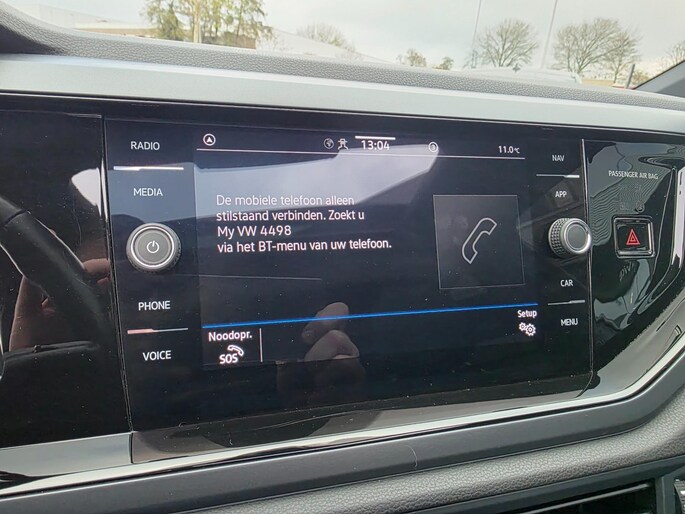 RADIO
MEDIA
PHONE
VOICE
13:04
11.0°C
De mobiele telefoon alleen
stilstaand verbinden. Zoekt u
My VW 4498
via het BT-menu van uw telefoon.
Noodopr.
SOS
Setup
NAV
APP
CAR
MENU
PASSENGER AIR BAG